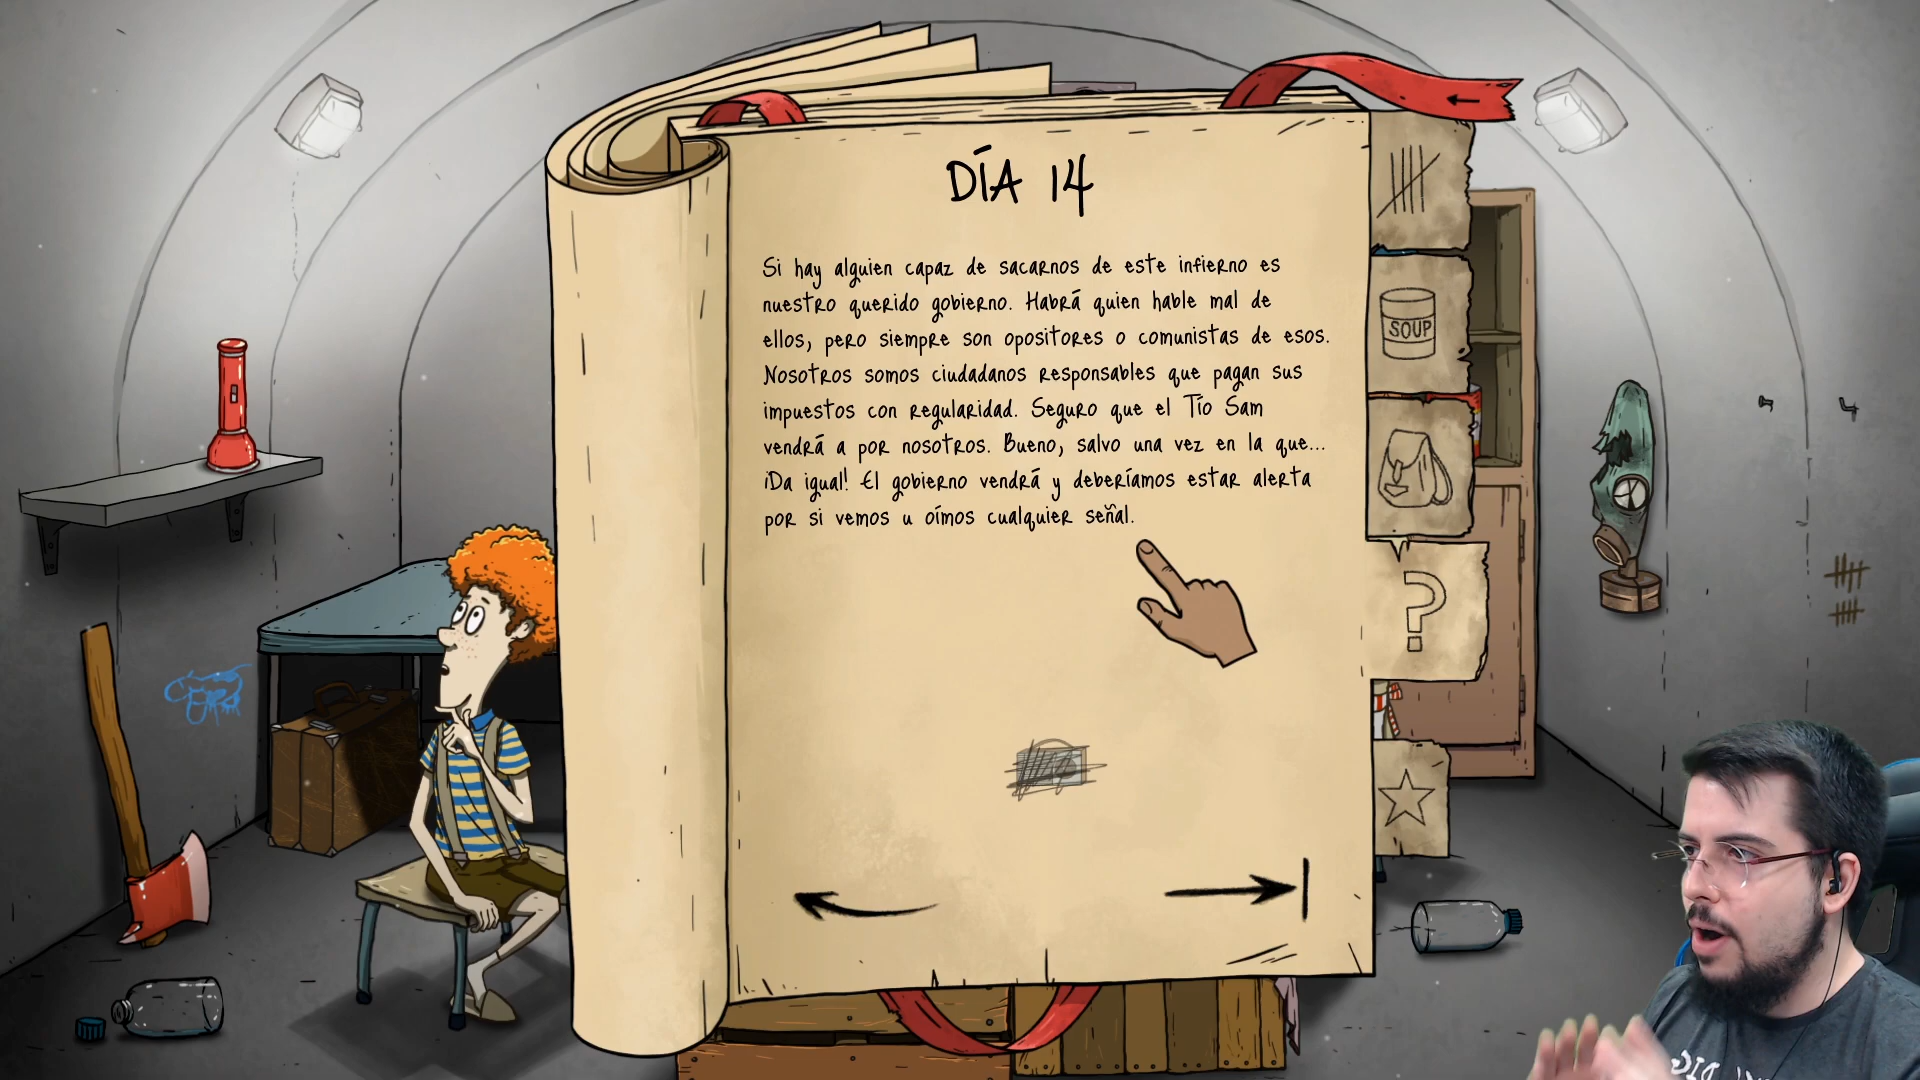 DÍA 14
Si hay alguien capaz de sacarnos de este infierno es
nuestro querido gobierno. Habrá quien hable mal de
ellos, pero siempre son opositores o comunistas de esos.
Nosotros somos ciudadanos responsables que pagan sus
impuestos con regularidad. Seguro que el Tío Sam
vendrá a por nosotros. Bueno, salvo una vez en la que...
¡Da igual! El gobierno vendrá y deberíamos estar alerta
por si vemos u oímos cualquier señal.
SOUP